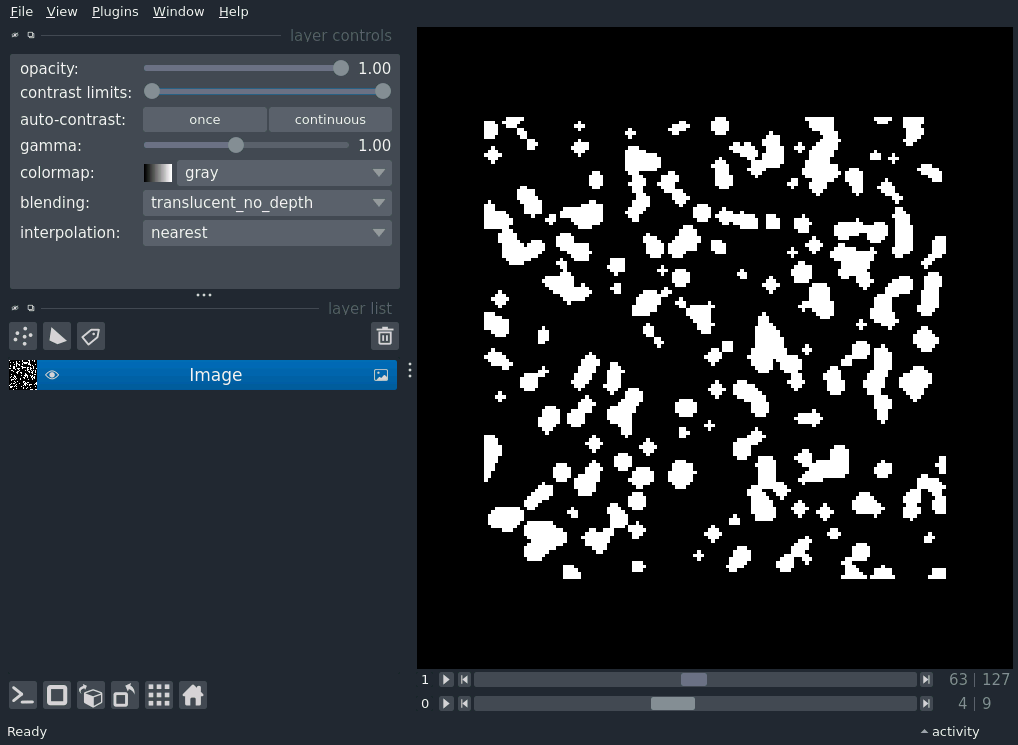 File View Plugins Window Help
layer controls
opacity: 1.00
contrast limits:
auto-contrast: once continuous
gamma: 1.00
colormap: gray
blending: translucent_no_depth
interpolation: nearest
layer list
Image
1 63 | 127
0 4 | 9
Ready activity